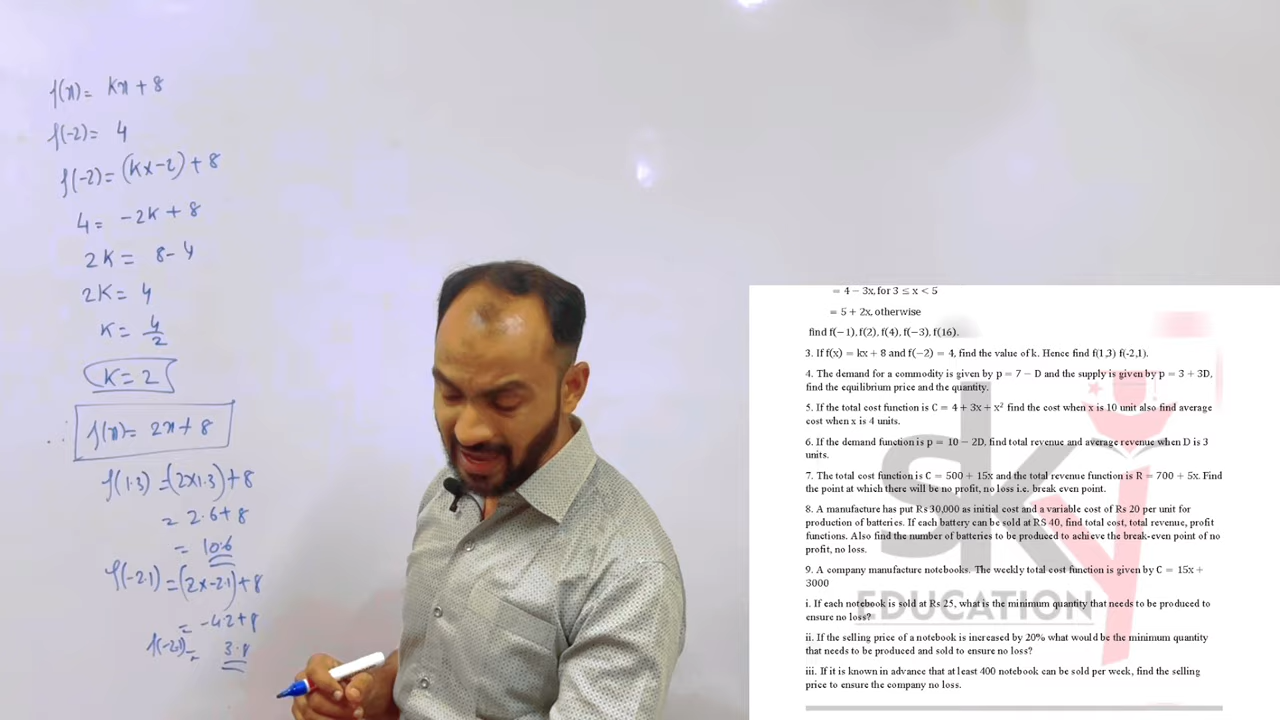 f(x) = kx + 8
f(-2) = 4
f(-2) = (k x -2) + 8
4 = -2k + 8
2k = 8 - 4
2k = 4
k = 4/2
k = 2
∴ f(x) = 2x + 8
f(1.3) = (2x1.3) + 8
= 2.6 + 8
= 10.6
f(-2.1) = (2x-2.1) + 8
= -4.2 + 8
f(-2.1) = 3.8
= 4 − 3x, for 3 ≤ x < 5
= 5 + 2x, otherwise
find f(−1), f(2), f(4), f(−3), f(16).
3. If f(x) = kx + 8 and f(−2) = 4, find the value of k. Hence find f(1,3) f(-2,1).
4. The demand for a commodity is given by p = 7 − D and the supply is given by p = 3 + 3D,
find the equilibrium price and the quantity.
5. If the total cost function is C = 4 + 3x + x² find the cost when x is 10 unit also find average
cost when x is 4 units.
6. If the demand function is p = 10 − 2D, find total revenue and average revenue when D is 3
units.
7. The total cost function is C = 500 + 15x and the total revenue function is R = 700 + 5x. Find
the point at which there will be no profit, no loss i.e. break even point.
8. A manufacture has put Rs 30,000 as initial cost and a variable cost of Rs 20 per unit for
production of batteries. If each battery can be sold at RS 40, find total cost, total revenue, profit
functions. Also find the number of batteries to be produced to achieve the break-even point of no
profit, no loss.
9. A company manufacture notebooks. The weekly total cost function is given by C = 15x +
3000
i. If each notebook is sold at Rs 25, what is the minimum quantity that needs to be produced to
ensure no loss?
ii. If the selling price of a notebook is increased by 20% what would be the minimum quantity
that needs to be produced and sold to ensure no loss?
iii. If it is known in advance that at least 400 notebook can be sold per week, find the selling
price to ensure the company no loss.
sky
EDUCATION